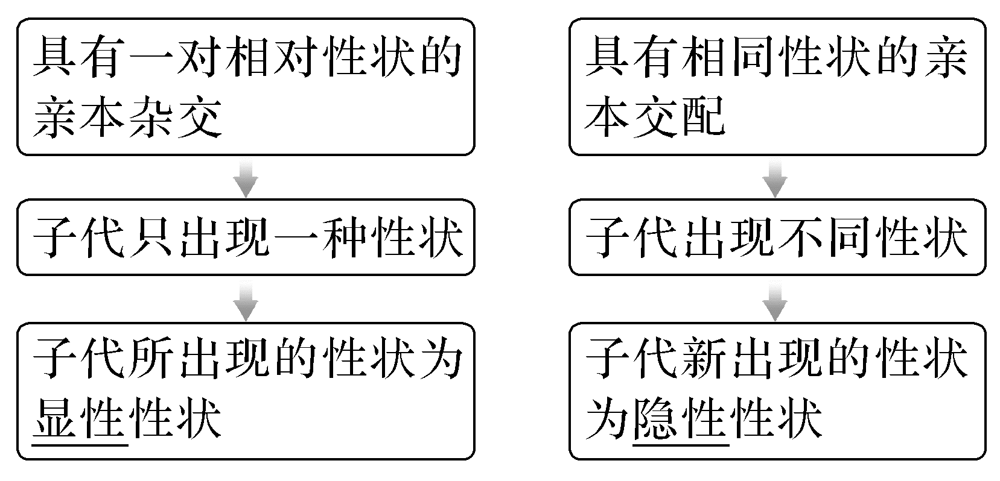 具有一对相对性状的
亲本杂交
子代只出现一种性状
子代所出现的性状为
显性性状
具有相同性状的亲
本交配
子代出现不同性状
子代新出现的性状
为隐性性状